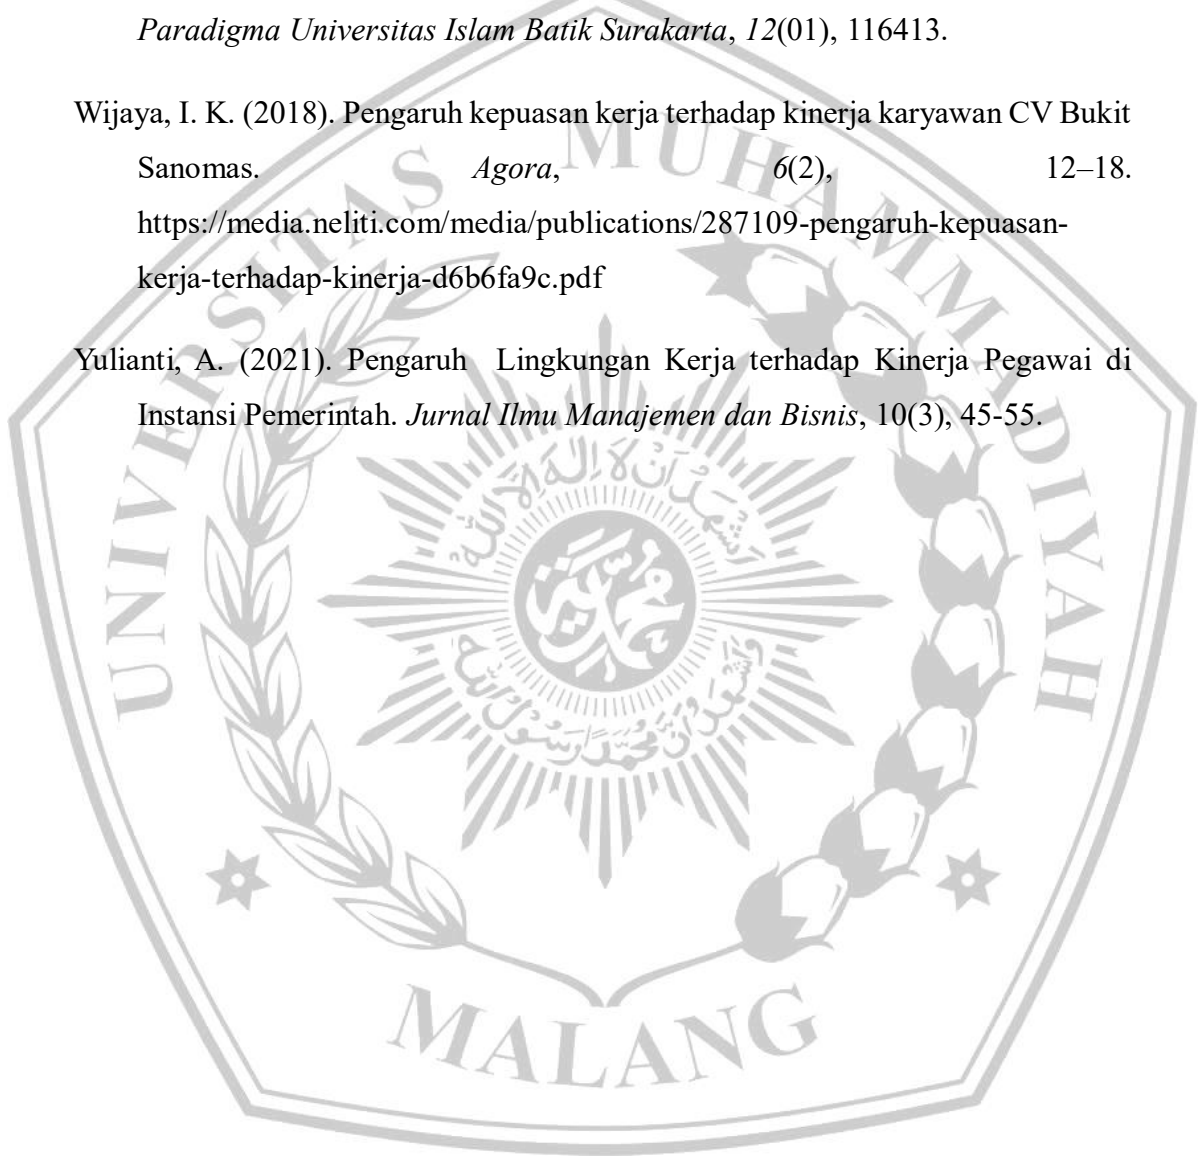 Paradigma Universitas Islam Batik Surakarta, 12(01), 116413.
Wijaya, I. K. (2018). Pengaruh kepuasan kerja terhadap kinerja karyawan CV Bukit
Sanomas. Agora, 6(2), 12–18.
https://media.neliti.com/media/publications/287109-pengaruh-kepuasan-
kerja-terhadap-kinerja-d6b6fa9c.pdf
Yulianti, A. (2021). Pengaruh Lingkungan Kerja terhadap Kinerja Pegawai di
Instansi Pemerintah. Jurnal Ilmu Manajemen dan Bisnis, 10(3), 45-55.
UNIVERSITAS MUHAMMADIYAH
MALANG